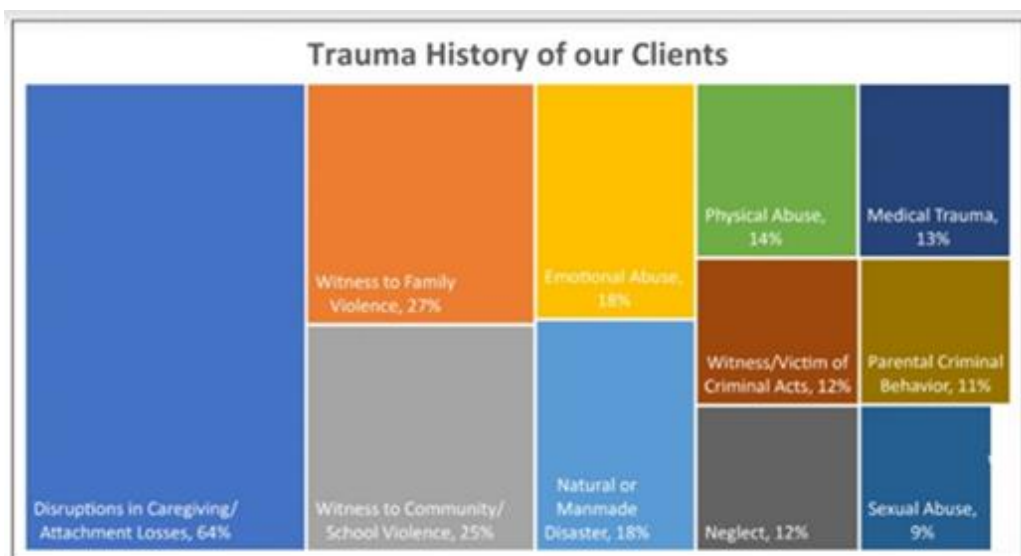 Trauma History of our Clients
Disruptions in Caregiving/
Attachment Losses, 64%
Witness to Family
Violence, 27%
Witness to Community/
School Violence, 25%
Emotional Abuse,
18%
Natural or
Manmade
Disaster, 18%
Physical Abuse,
14%
Medical Trauma,
13%
Witness/Victim of
Criminal Acts, 12%
Parental Criminal
Behavior, 11%
Neglect, 12%
Sexual Abuse,
9%